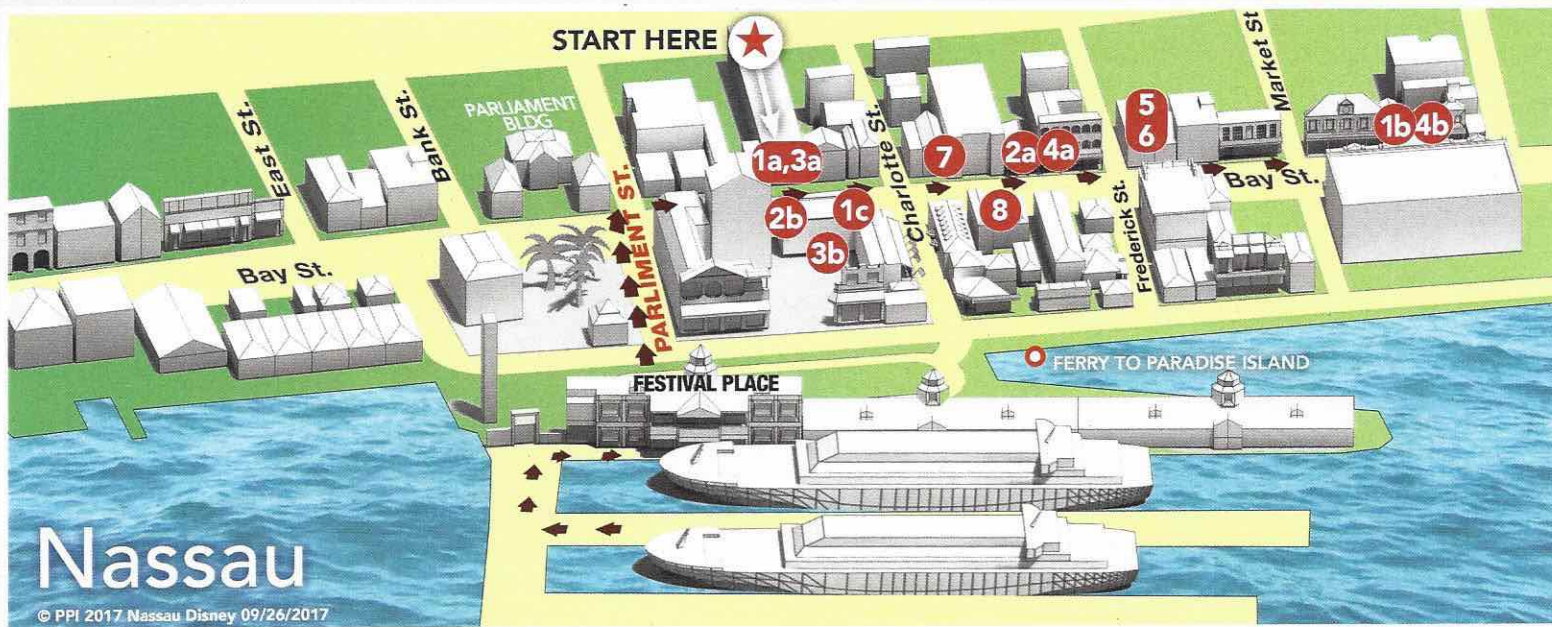 START HERE
Market St
East St.
Bank St.
PARLIAMENT
BLDG
Charlotte St.
5
6
1b
4b
1a,3a
7
2a
4a
PARLIMENT ST.
Bay St.
2b
1c
8
3b
Frederick St.
Bay St.
FERRY TO PARADISE ISLAND
FESTIVAL PLACE
Nassau
© PPI 2017 Nassau Disney 09/26/2017